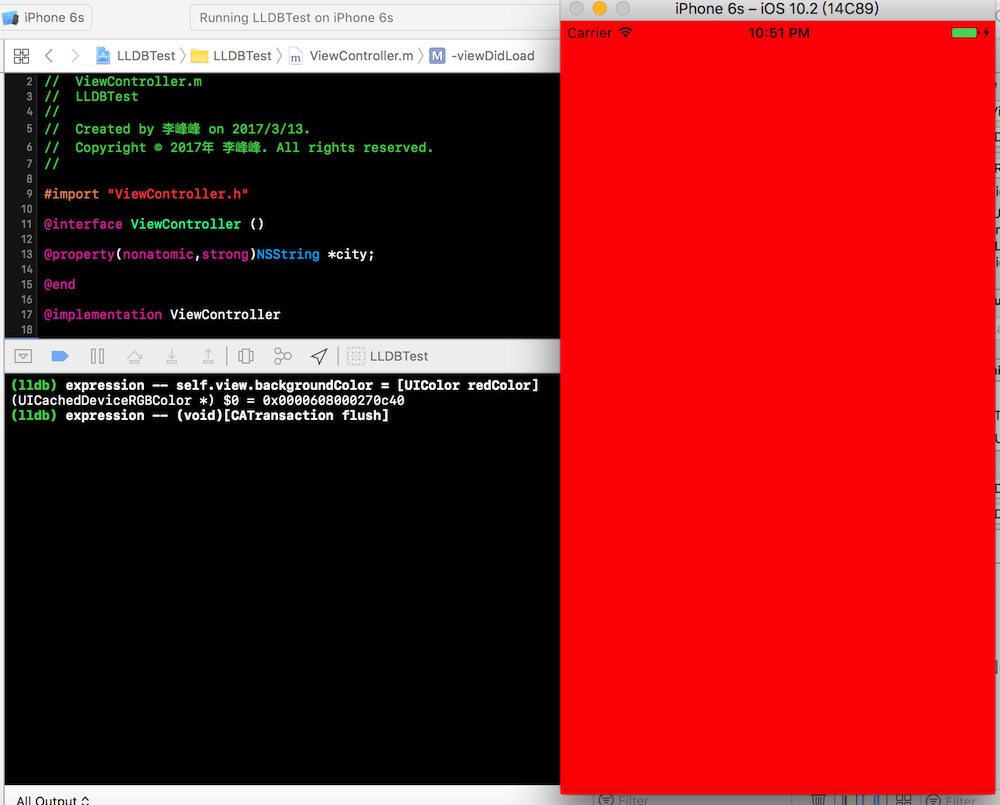 iPhone 6s
Running LLDBTest on iPhone 6s
iPhone 6s – iOS 10.2 (14C89)
Carrier
10:51 PM
LLDBTest
LLDBTest
m
ViewController.m
M
-viewDidLoad
2 // ViewController.m
3 // LLDBTest
4 //
5 // Created by 李峰峰 on 2017/3/13.
6 // Copyright © 2017年 李峰峰. All rights reserved.
7 //
8
9 #import "ViewController.h"
10
11 @interface ViewController ()
12
13 @property(nonatomic,strong)NSString *city;
14
15 @end
16
17 @implementation ViewController
18
LLDBTest
(lldb) expression -- self.view.backgroundColor = [UIColor redColor]
(UICachedDeviceRGBColor *) $0 = 0x0000608000270c40
(lldb) expression -- (void)[CATransaction flush]
All Output
Filter
Filter